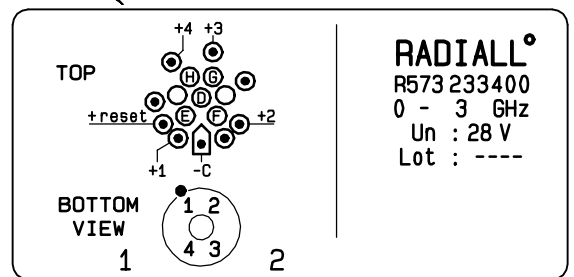 +4 +3
TOP
H G
D
+reset E F +2
+1 -C
BOTTOM
VIEW
1 2
4 3
1 2
RADIALL°
R573 233400
0 - 3 GHz
Un : 28 V
Lot : ----